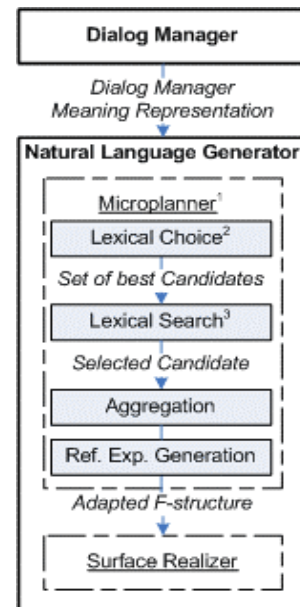 Dialog Manager
Dialog Manager
Meaning Representation
Natural Language Generator
Microplanner¹
Lexical Choice²
Set of best Candidates
Lexical Search³
Selected Candidate
Aggregation
Ref. Exp. Generation
Adapted F-structure
Surface Realizer